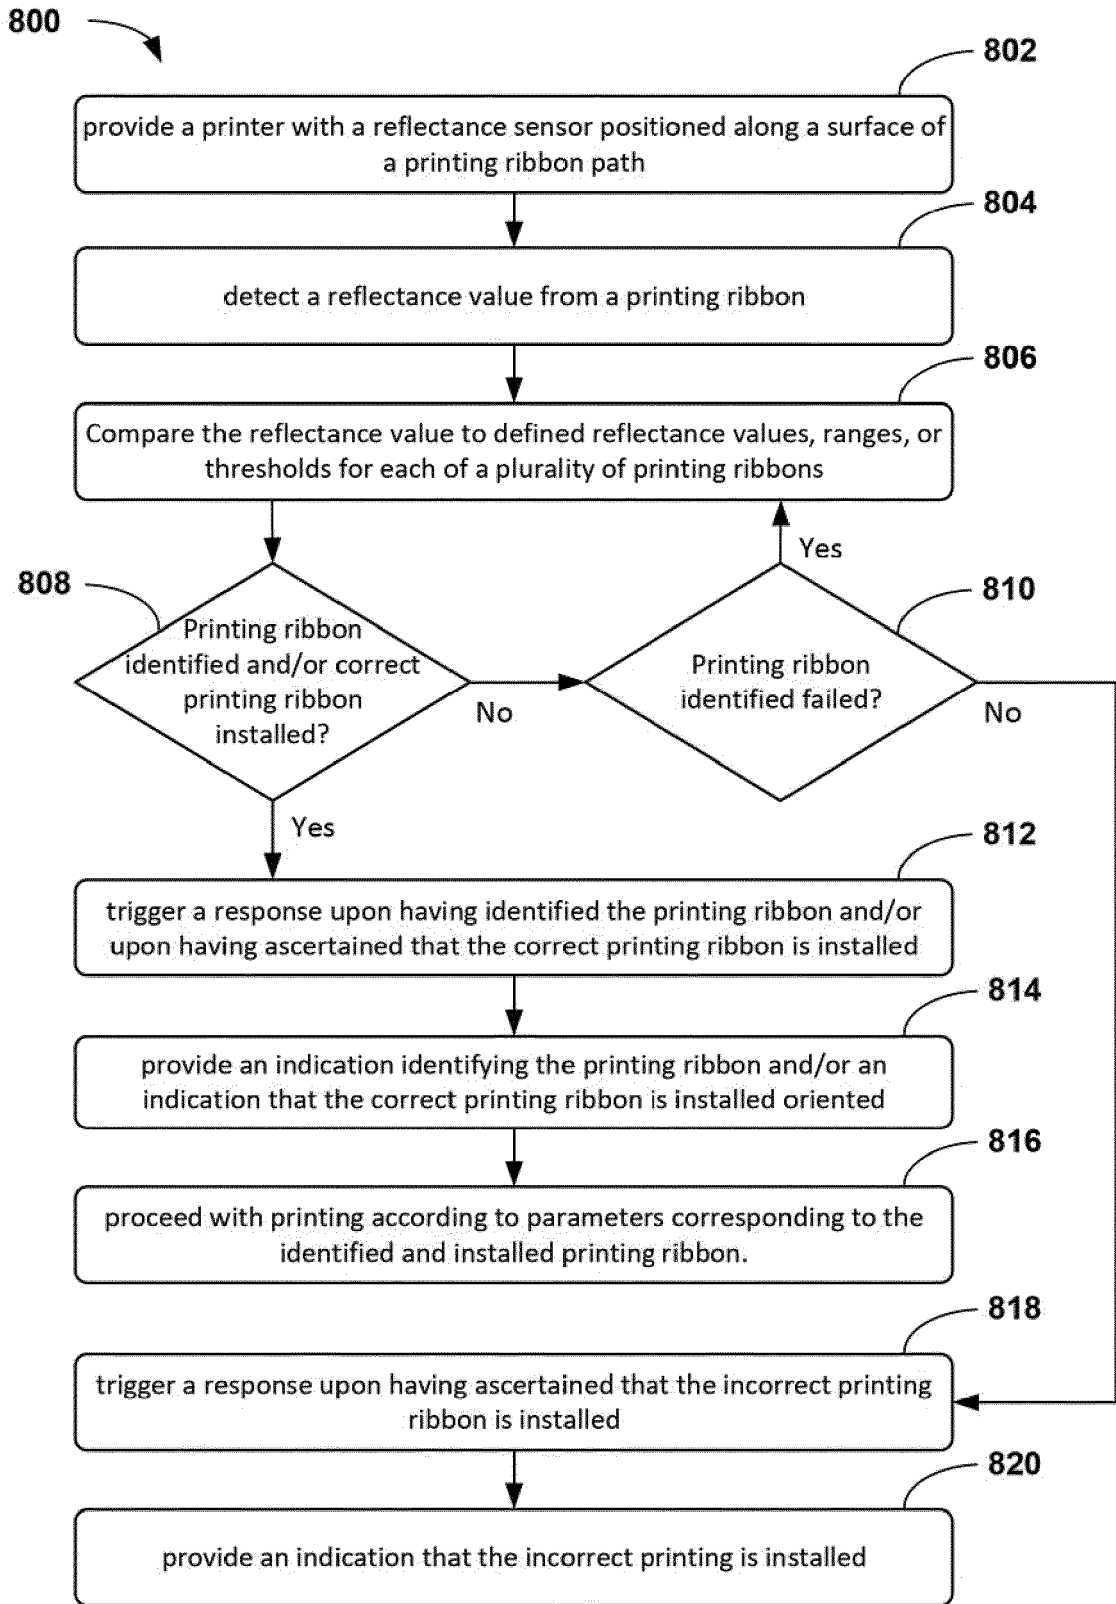 800
802
provide a printer with a reflectance sensor positioned along a surface of
a printing ribbon path
804
detect a reflectance value from a printing ribbon
806
Compare the reflectance value to defined reflectance values, ranges, or
thresholds for each of a plurality of printing ribbons
808
Printing ribbon
identified and/or correct
printing ribbon
installed?
No
Yes
810
Printing ribbon
identified failed?
Yes
No
812
trigger a response upon having identified the printing ribbon and/or
upon having ascertained that the correct printing ribbon is installed
814
provide an indication identifying the printing ribbon and/or an
indication that the correct printing ribbon is installed oriented
816
proceed with printing according to parameters corresponding to the
identified and installed printing ribbon.
818
trigger a response upon having ascertained that the incorrect printing
ribbon is installed
820
provide an indication that the incorrect printing is installed